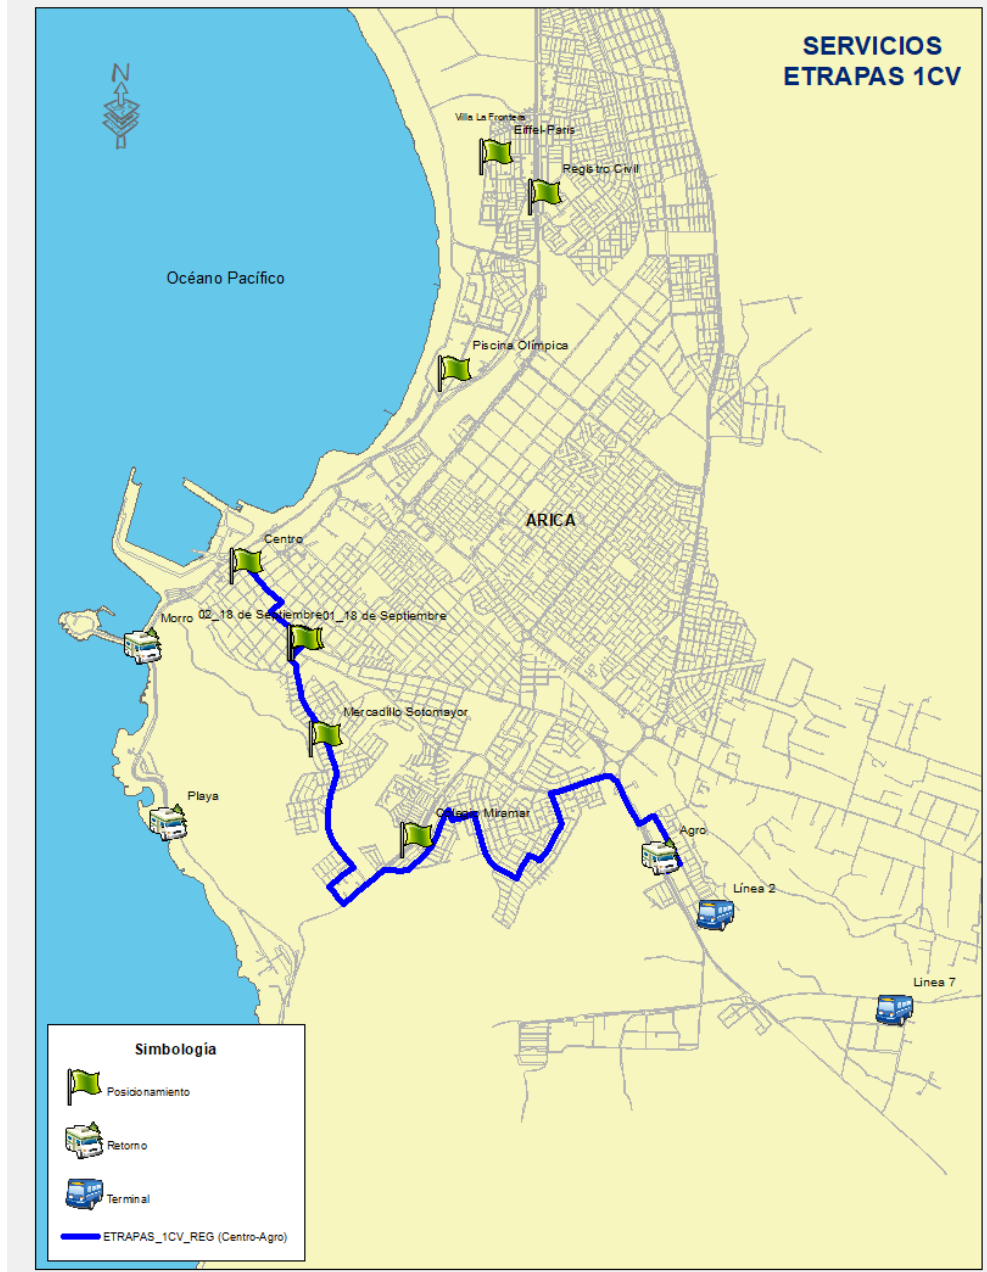 SERVICIOS
ETRAPAS 1CV
N
Villa La Frontera
Eiffel-Paris
Registro Civil
Océano Pacífico
Piscina Olímpica
ARICA
Centro
Morro
02_18 de Septiembre
01_18 de Septiembre
Mercadillo Sotomayor
Playa
Colegio Miramar
Agro
Línea 2
Linea 7
Simbología
Posicionamiento
Retorno
Terminal
ETRAPAS_1CV_REG (Centro-Agro)